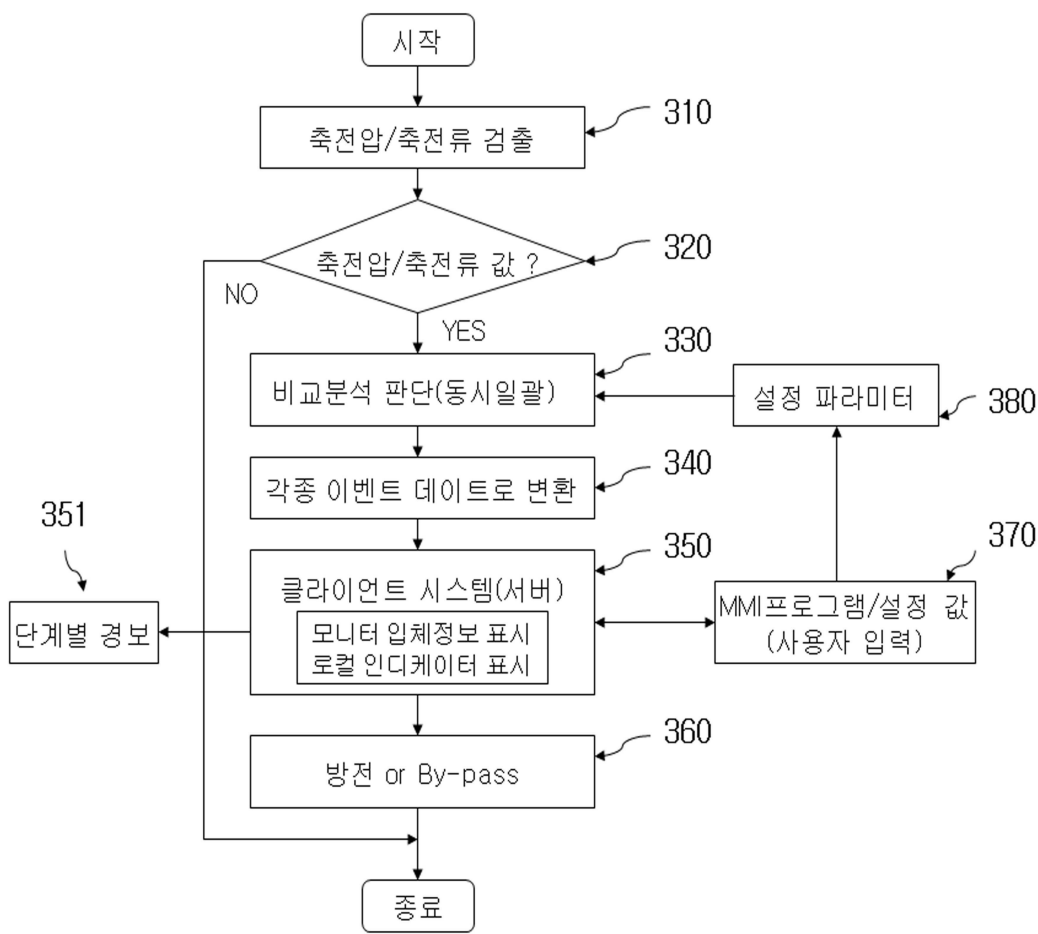 시작
310
축전압/축전류 검출
320
축전압/축전류 값 ?
NO
YES
330
비교분석 판단(동시일괄)
설정 파라미터
380
340
각종 이벤트 데이트로 변환
351
350
370
클라이언트 시스템(서버)
MMI프로그램/설정 값
(사용자 입력)
단계별 경보
모니터 입체정보 표시
로컬 인디케이터 표시
360
방전 or By-pass
종료